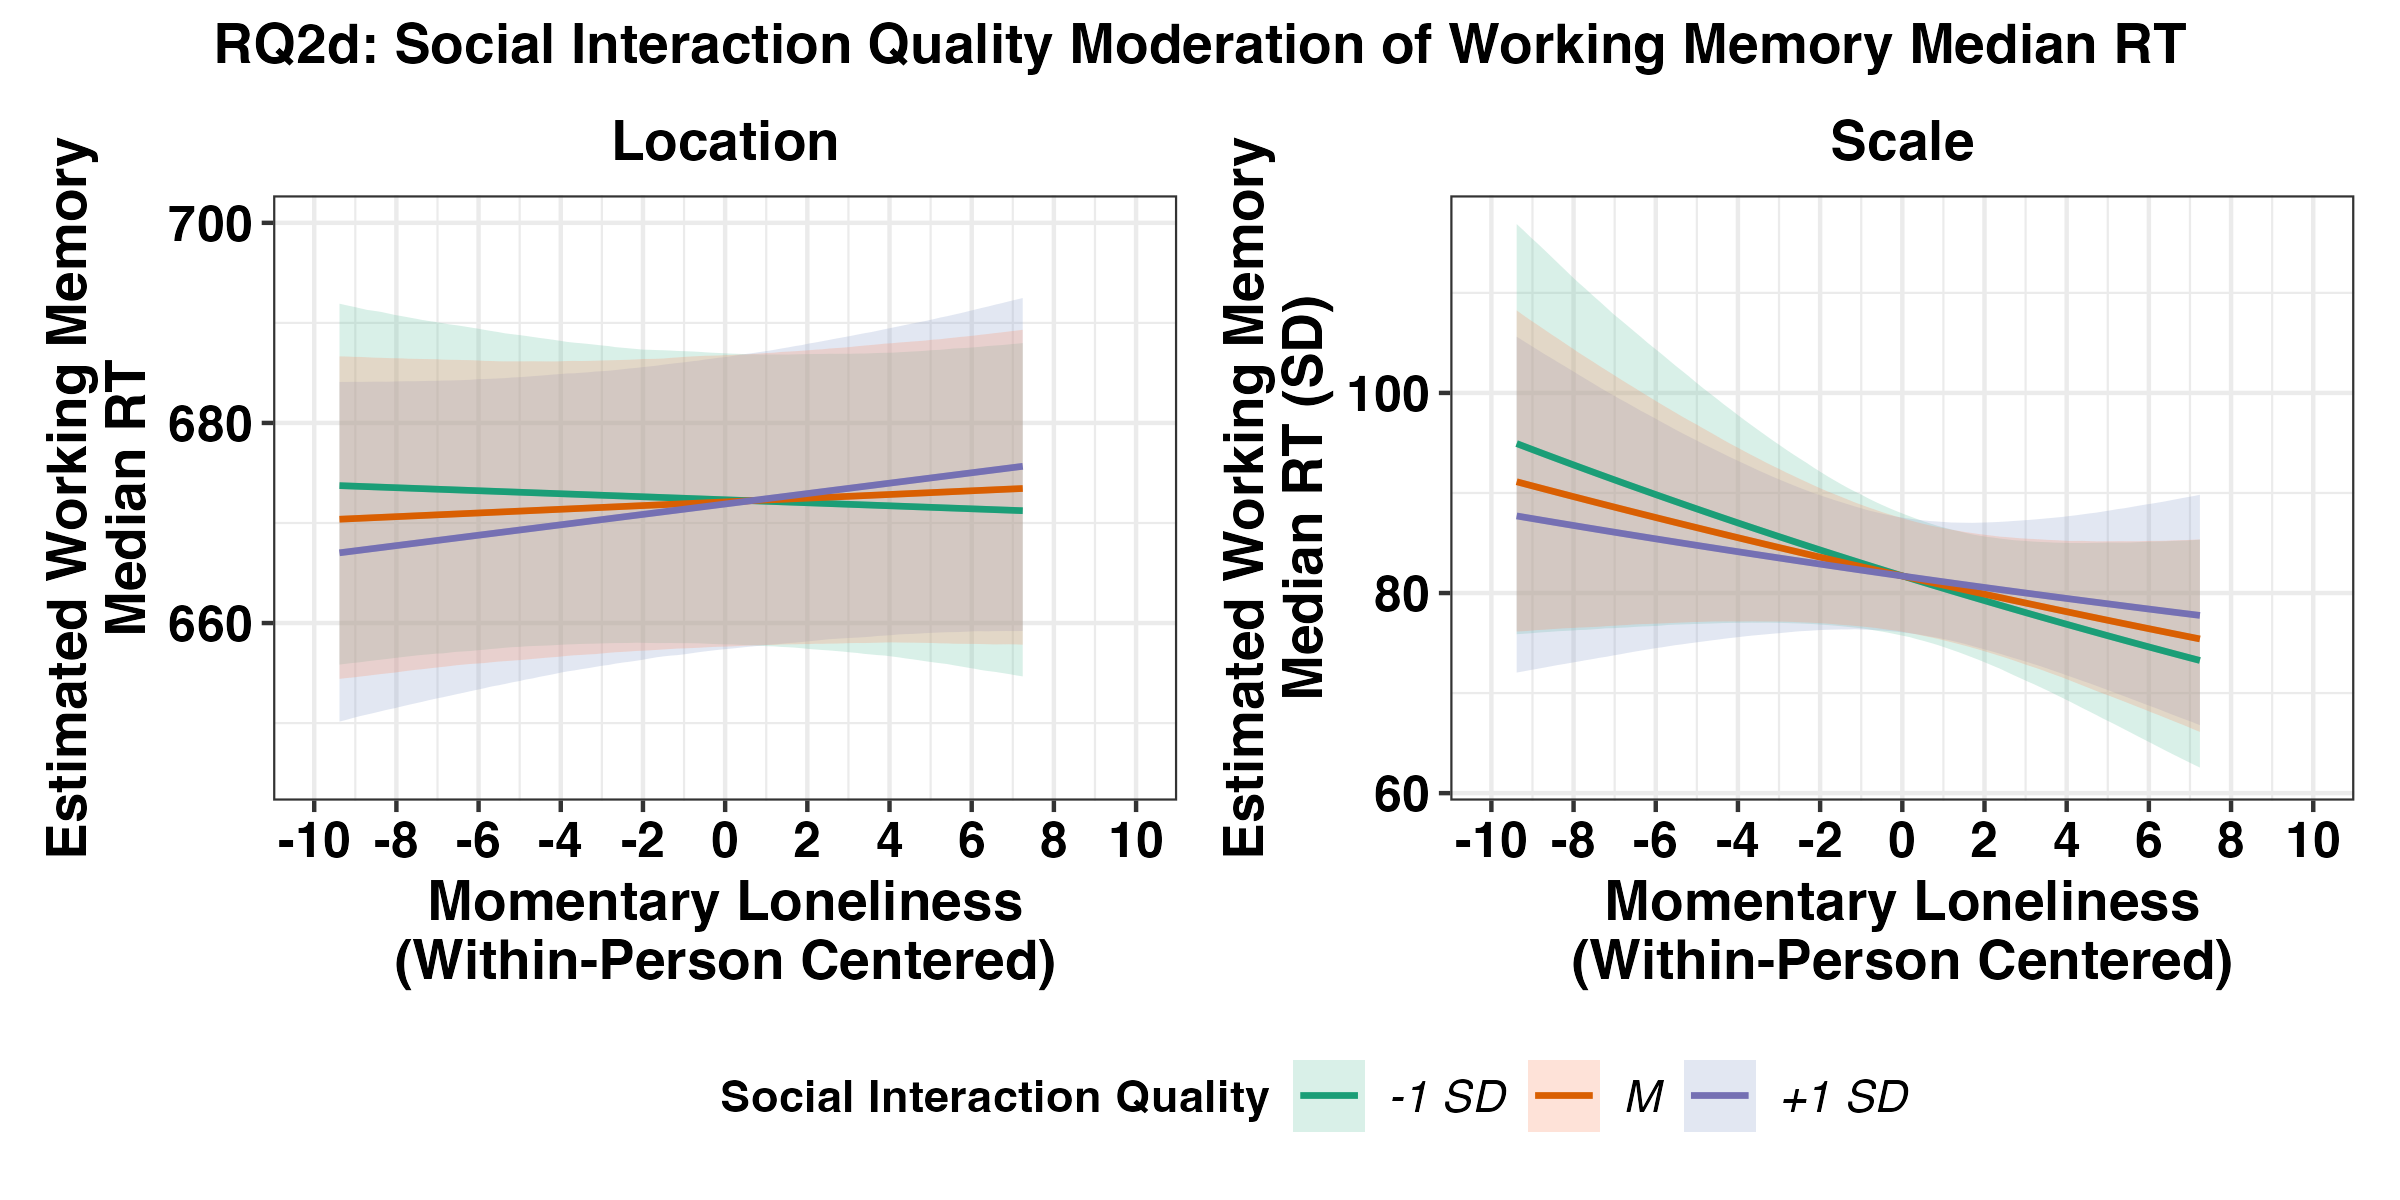 RQ2d: Social Interaction Quality Moderation of Working Memory Median RT
Location
Estimated Working Memory
Median RT
700
680
660
-10 -8 -6 -4 -2 0 2 4 6 8 10
Momentary Loneliness
(Within-Person Centered)
Scale
Estimated Working Memory
Median RT (SD)
100
80
60
-10 -8 -6 -4 -2 0 2 4 6 8 10
Momentary Loneliness
(Within-Person Centered)
Social Interaction Quality -1 SD M +1 SD